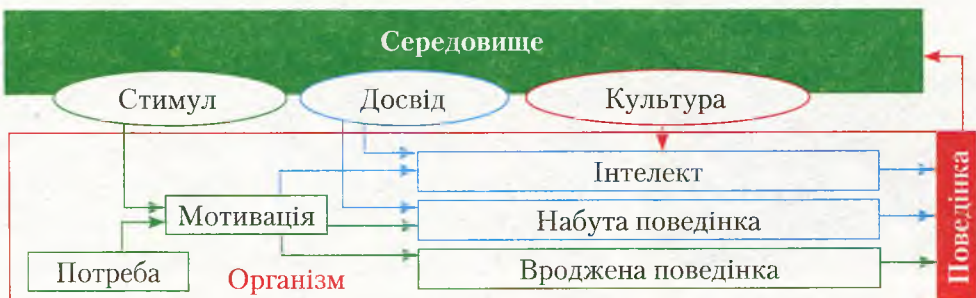 Середовище
Стимул
Досвід
Культура
Інтелект
Мотивація
Набута поведінка
Потреба
Організм
Вроджена поведінка
Поведінка